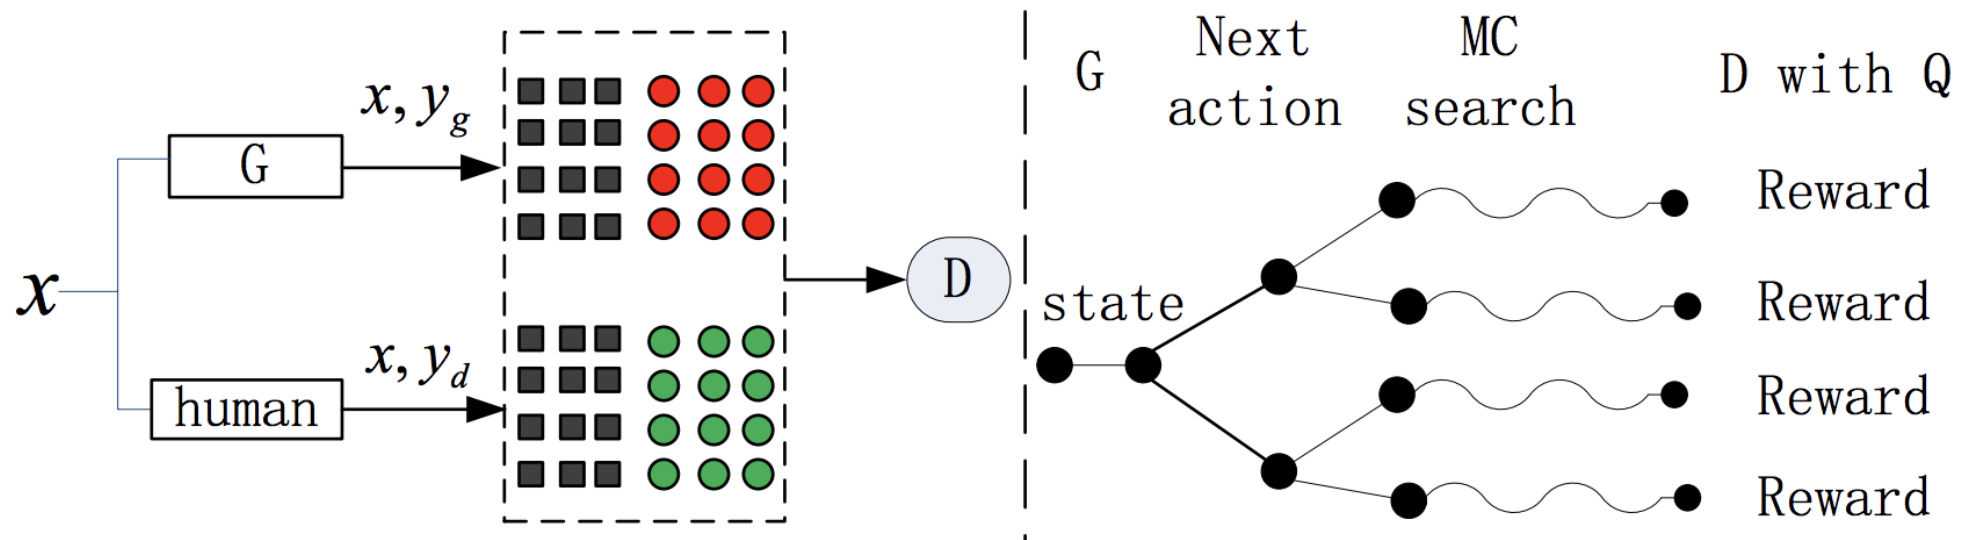 x
G
human
x, y_g
x, y_d
D
G
Next
action
MC
search
D with Q
state
Reward
Reward
Reward
Reward